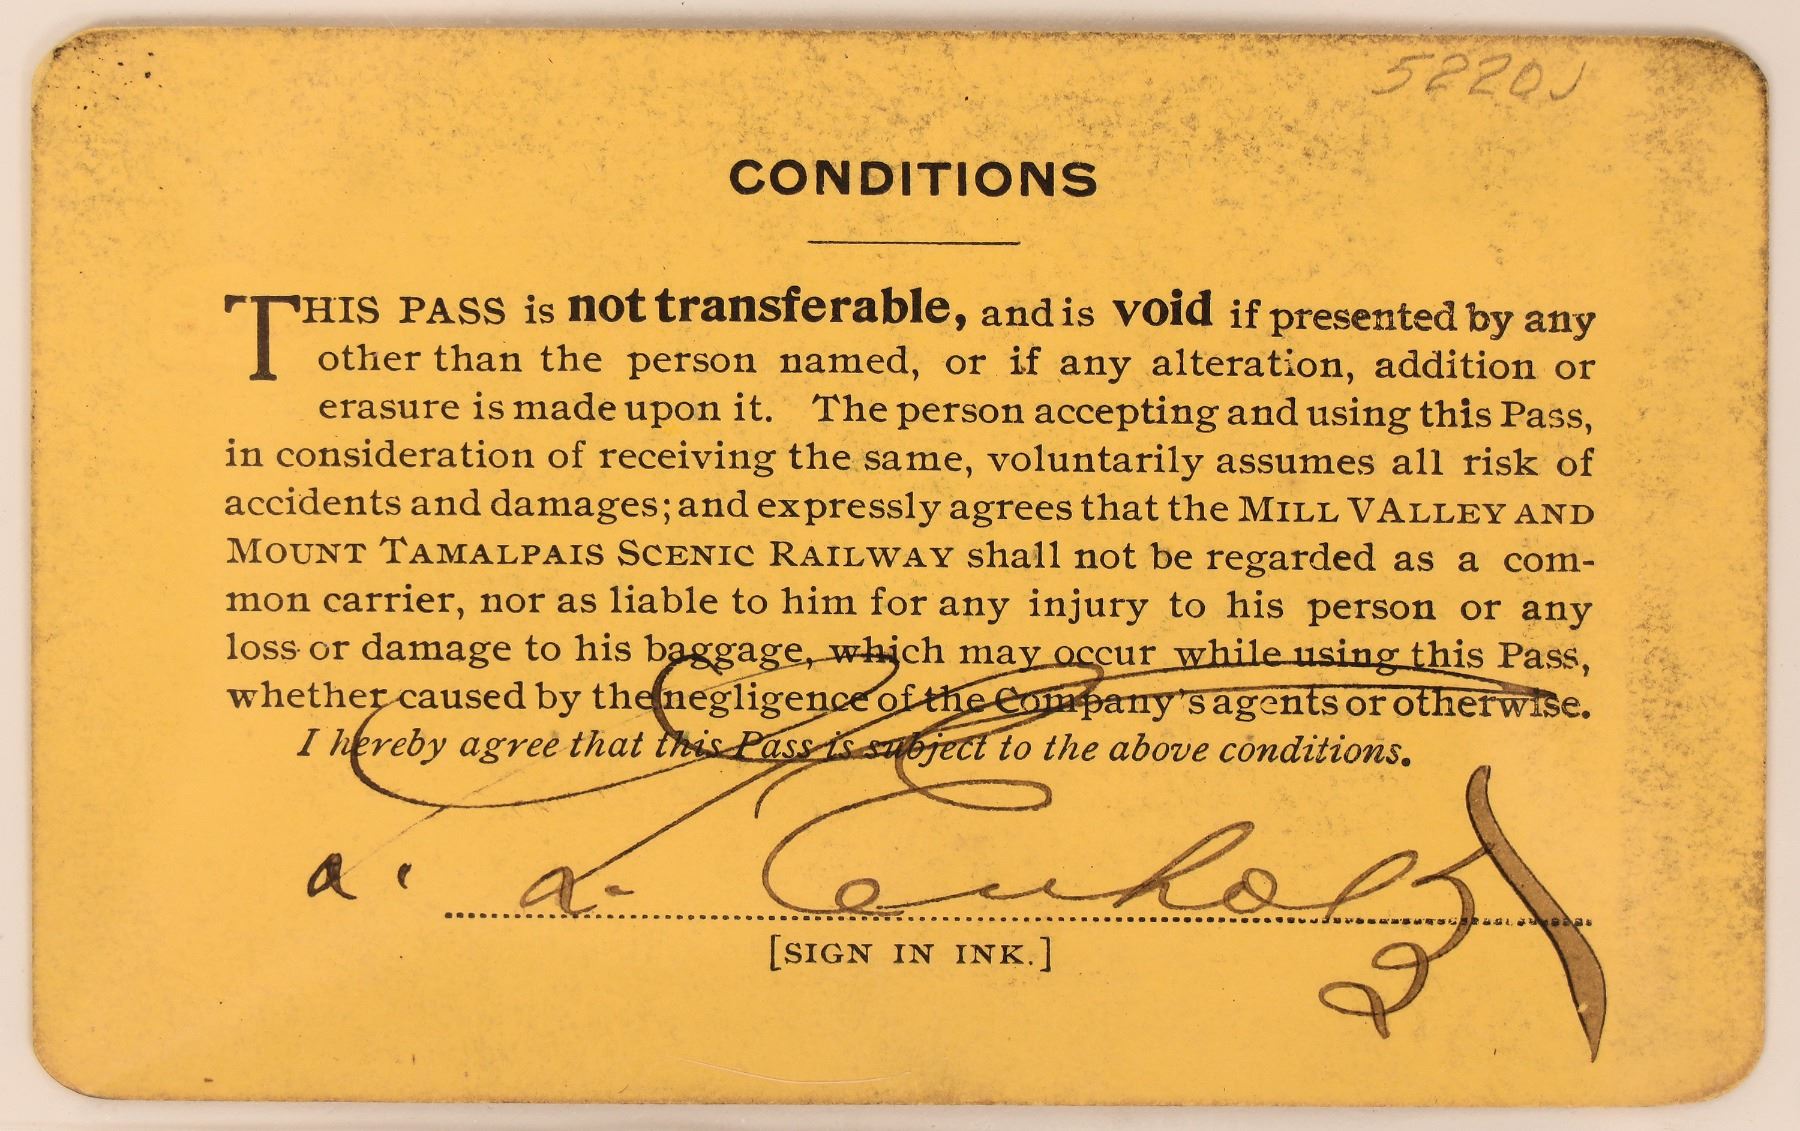 5220J
CONDITIONS
THIS PASS is not transferable, and is void if presented by any
other than the person named, or if any alteration, addition or
erasure is made upon it. The person accepting and using this Pass,
in consideration of receiving the same, voluntarily assumes all risk of
accidents and damages; and expressly agrees that the MILL VALLEY AND
MOUNT TAMALPAIS SCENIC RAILWAY shall not be regarded as a com-
mon carrier, nor as liable to him for any injury to his person or any
loss or damage to his baggage, which may occur while using this Pass,
whether caused by the negligence of the Company's agents or otherwise.
I hereby agree that this Pass is subject to the above conditions.
[SIGN IN INK.]